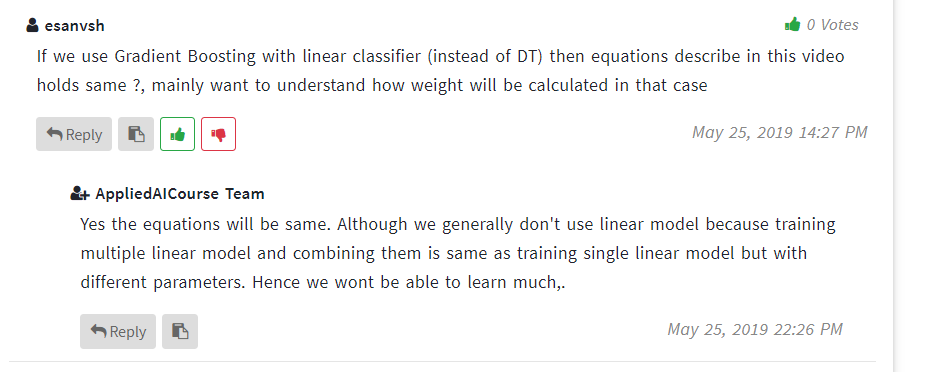 esanvsh
0 Votes
If we use Gradient Boosting with linear classifier (instead of DT) then equations describe in this video
holds same ?, mainly want to understand how weight will be calculated in that case
Reply
May 25, 2019 14:27 PM
AppliedAICourse Team
Yes the equations will be same. Although we generally don't use linear model because training
multiple linear model and combining them is same as training single linear model but with
different parameters. Hence we wont be able to learn much,.
Reply
May 25, 2019 22:26 PM